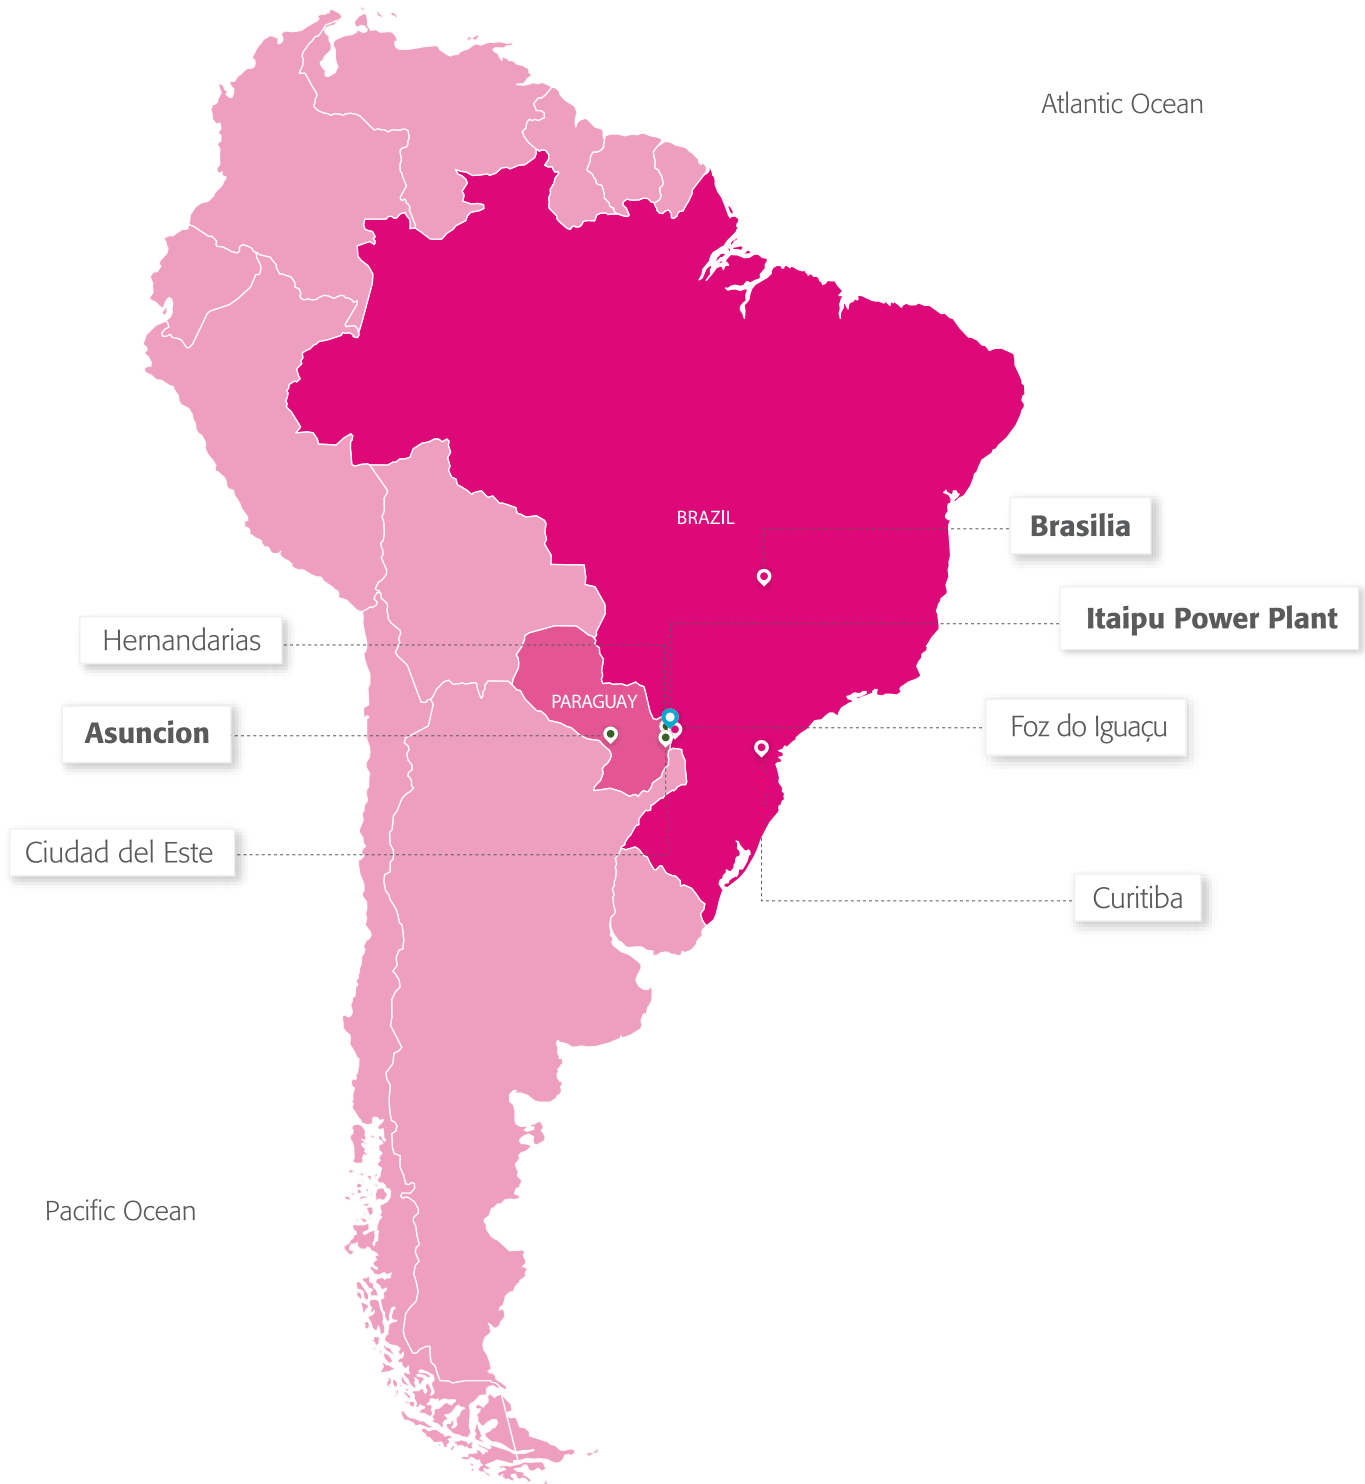 Atlantic Ocean
BRAZIL
Brasilia
Itaipu Power Plant
Hernandarias
PARAGUAY
Asuncion
Foz do Iguaçu
Ciudad del Este
Curitiba
Pacific Ocean